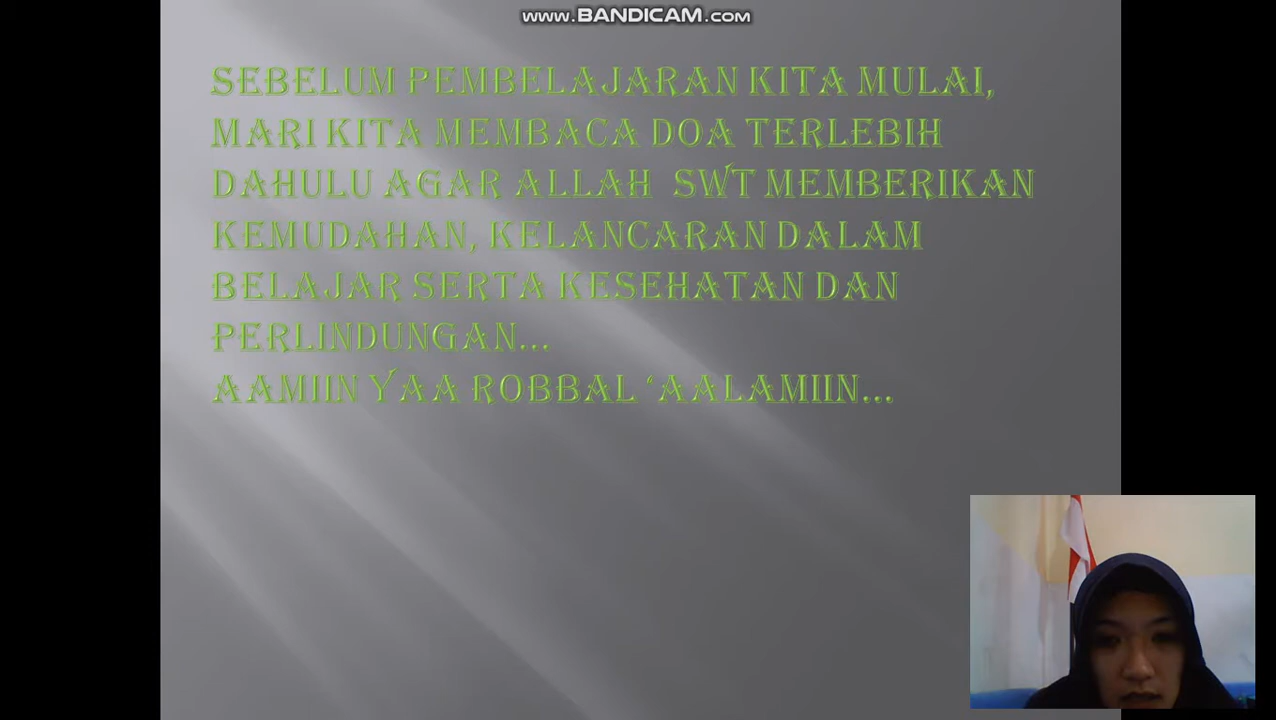 www.BANDICAM.com
SEBELUM PEMBELAJARAN KITA MULAI,
MARI KITA MEMBACA DOA TERLEBIH
DAHULU AGAR ALLAH SWT MEMBERIKAN
KEMUDAHAN, KELANCARAN DALAM
BELAJAR SERTA KESEHATAN DAN
PERLINDUNGAN...
AAMIIN YAA ROBBAL ‘AALAMIIN...